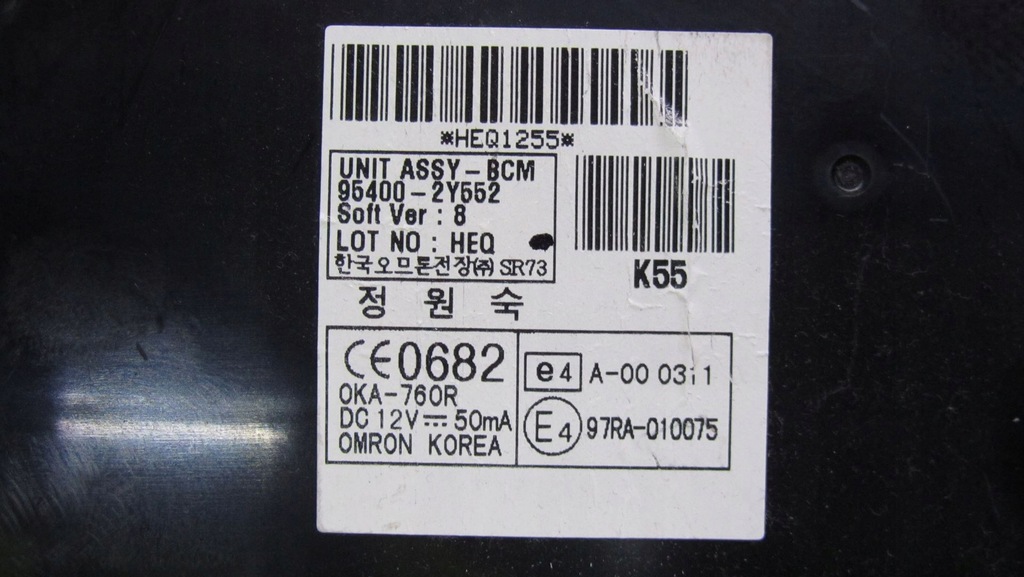 *HEQ1255*
UNIT ASSY-BCM
95400-2Y552
Soft Ver : 8
LOT NO : HEQ
한국오므론전장(주) SR73
K55
정 원 숙
CE0682
OKA-760R
DC 12V⎓50mA
OMRON KOREA
e4 A-00 0311
E4 97RA-010075